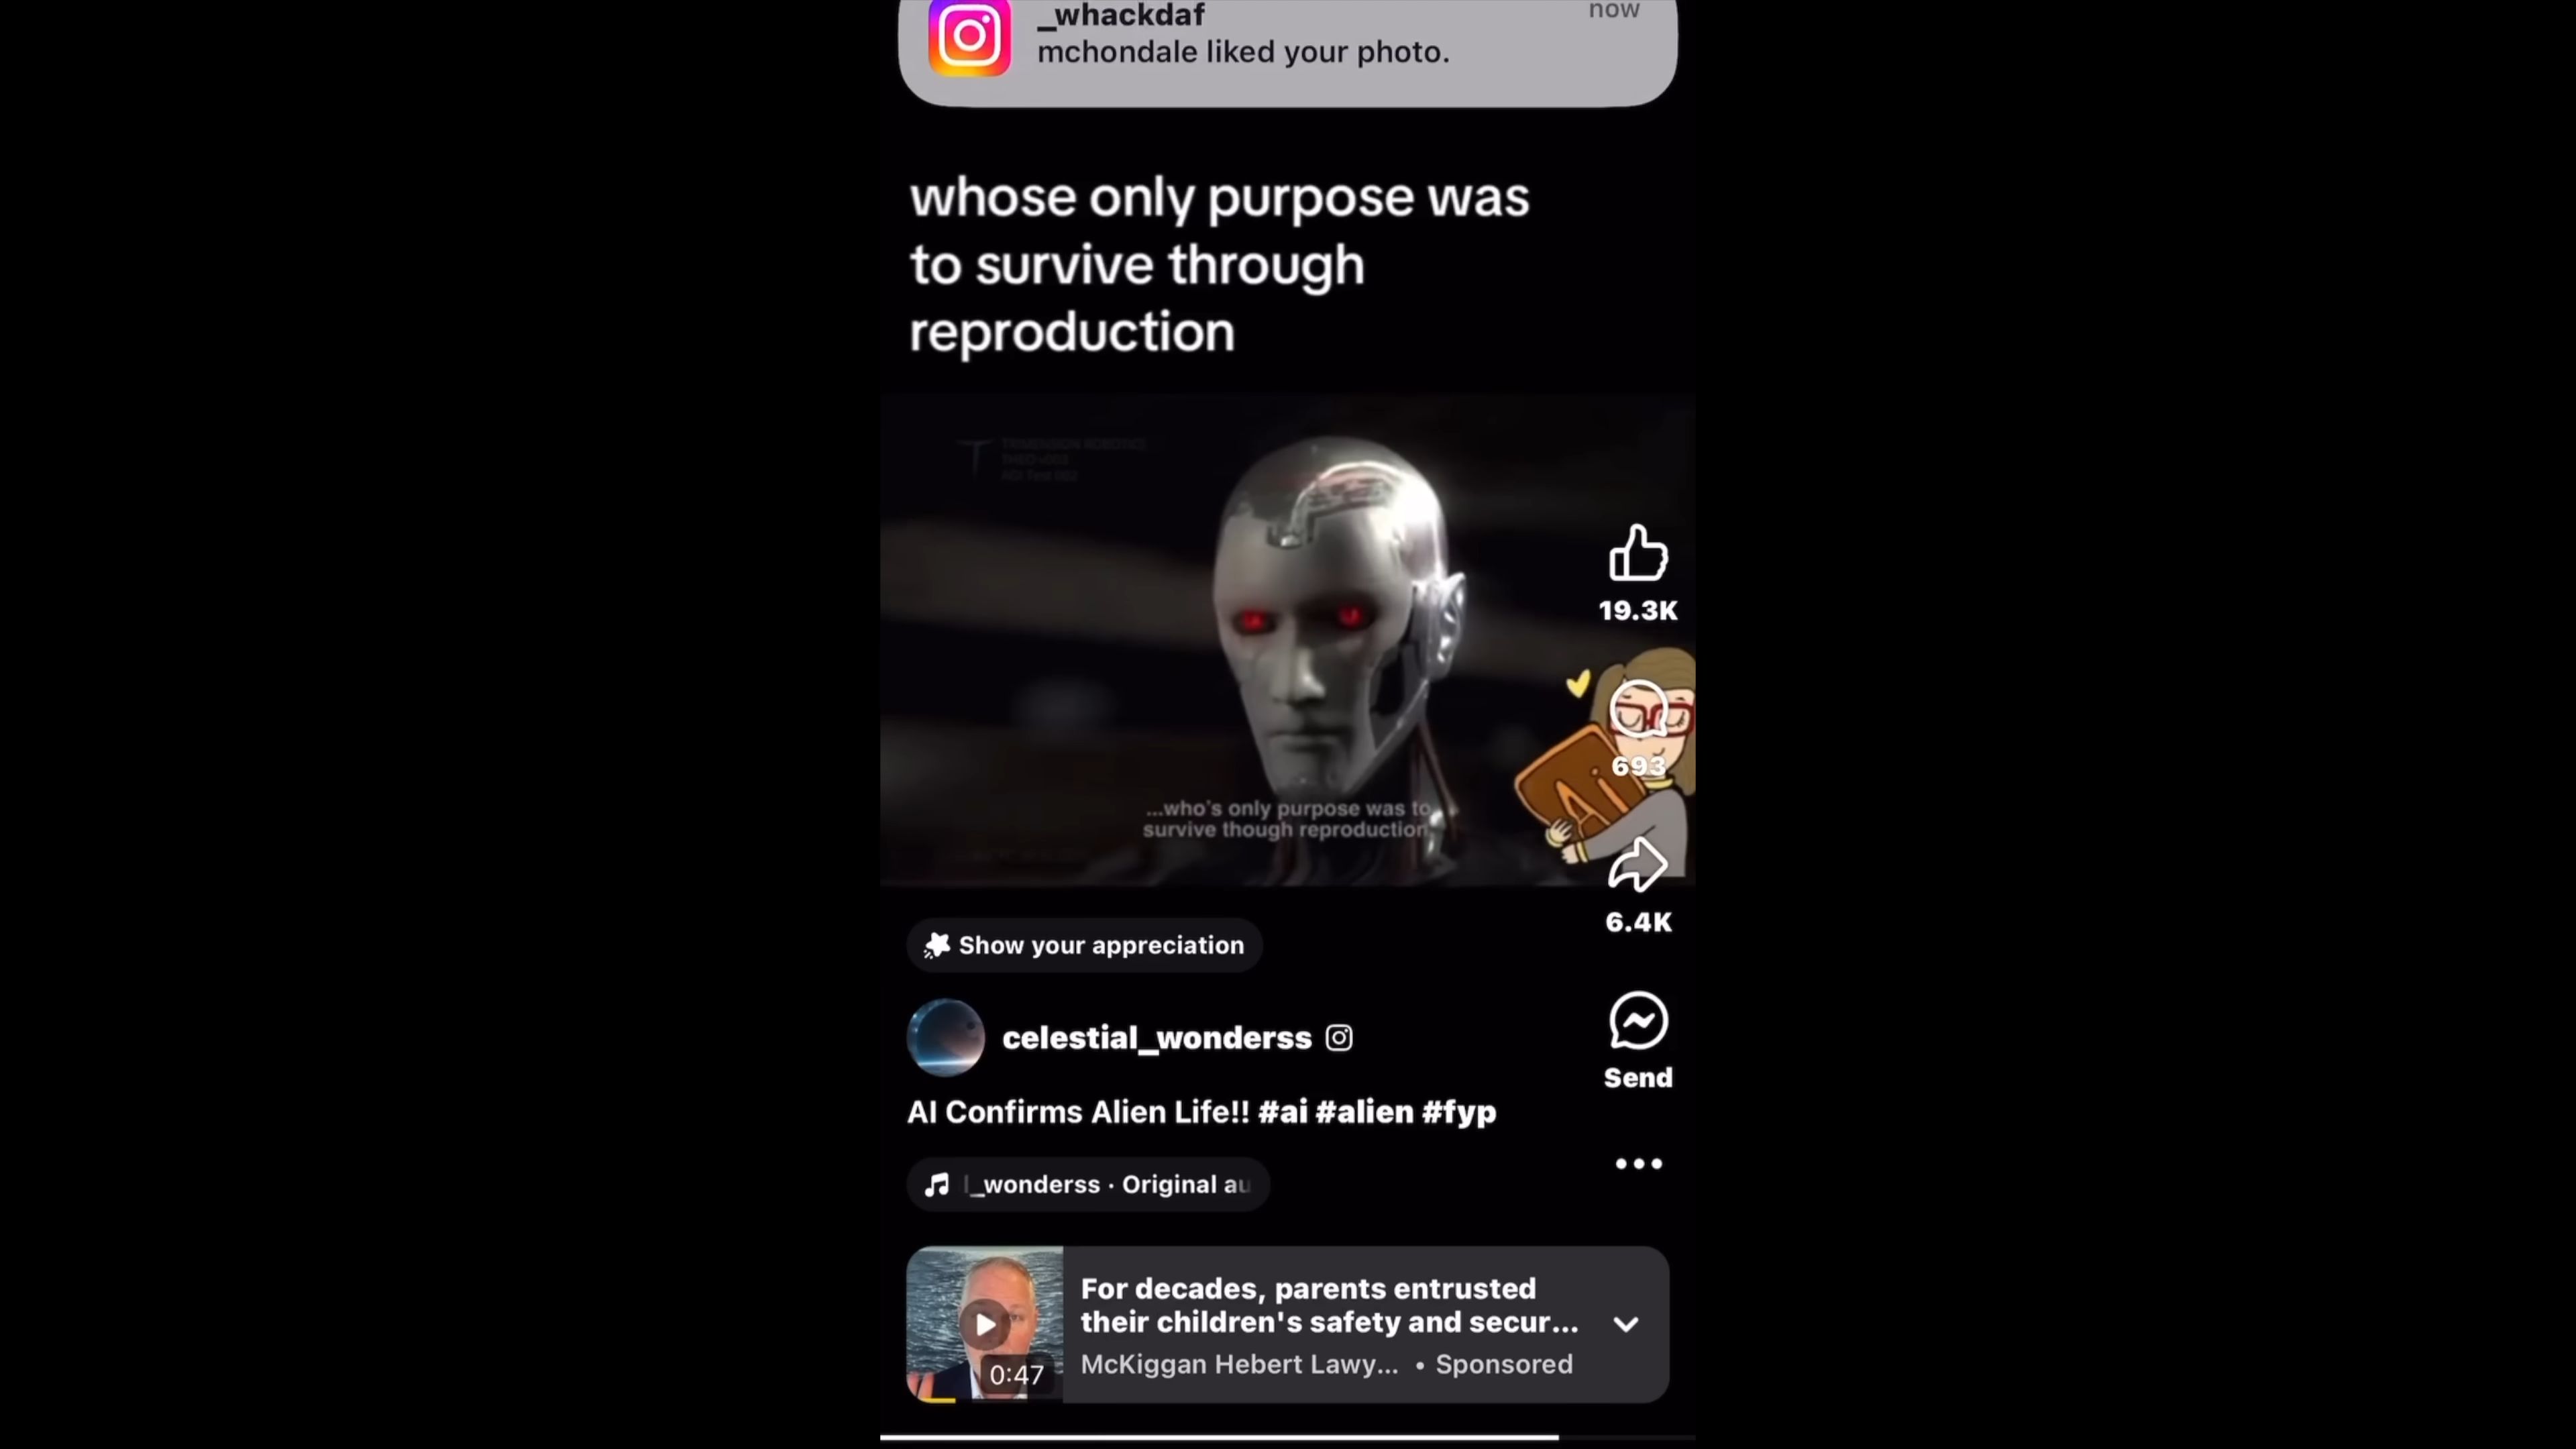 _whackdaf
now
mchondale liked your photo.
whose only purpose was
to survive through
reproduction
TRIMENSION ROBOTICS
19.3K
693
Ai
...who's only purpose was to
survive though reproduction
6.4K
Show your appreciation
celestial_wonderss
Send
AI Confirms Alien Life!! #ai #alien #fyp
l_wonderss · Original au
For decades, parents entrusted
their children's safety and secur...
McKiggan Hebert Lawy... • Sponsored
0:47